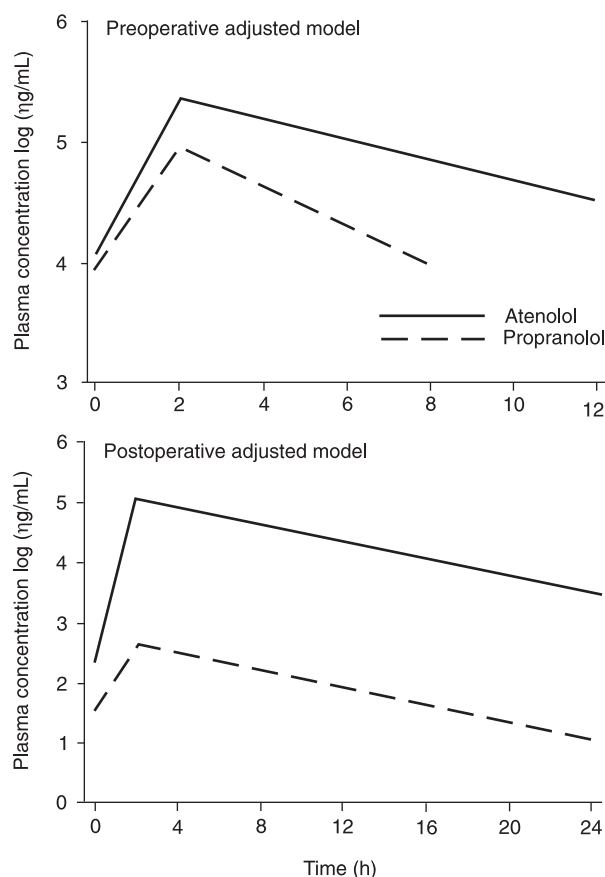 Preoperative adjusted model
Plasma concentration log (ηg/mL)
6
5
4
3
Atenolol
Propranolol
0 2 4 6 8 10 12
Postoperative adjusted model
Plasma concentration log (ηg/mL)
6
5
4
3
2
1
0
0 4 8 12 16 20 24
Time (h)